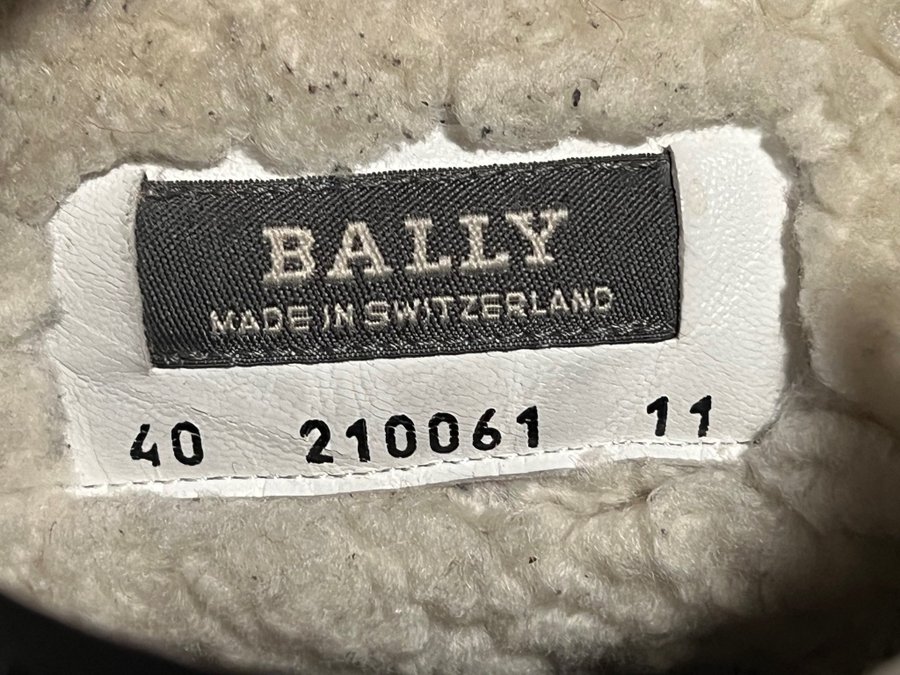 BALLY
MADE IN SWITZERLAND
40 210061 11